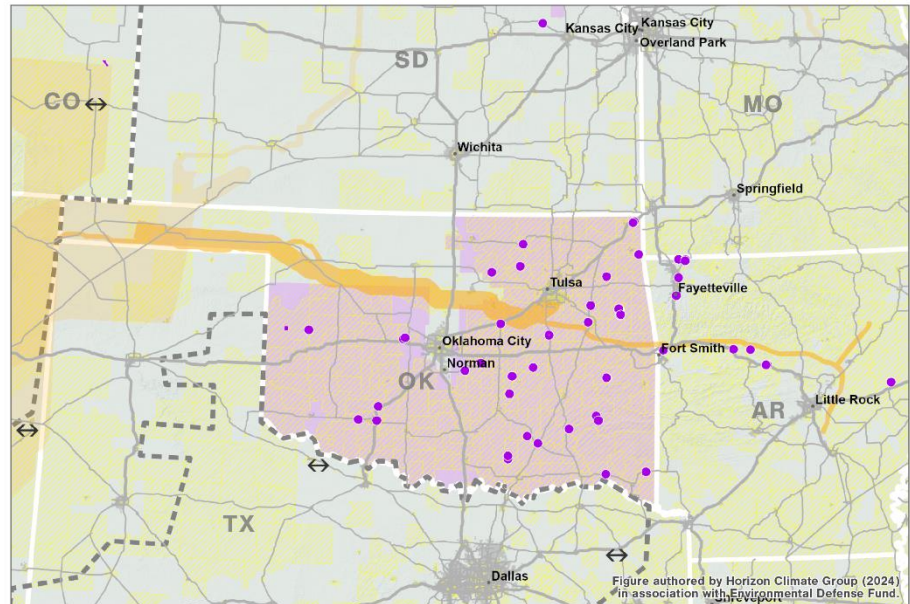 Kansas City
Kansas City
Overland Park
SD
CO
MO
Wichita
Springfield
Tulsa
Fayetteville
Oklahoma City
Fort Smith
Norman
OK
Little Rock
AR
TX
Dallas
Figure authored by Horizon Climate Group (2024)
in association with Environmental Defense Fund.
Shreveport